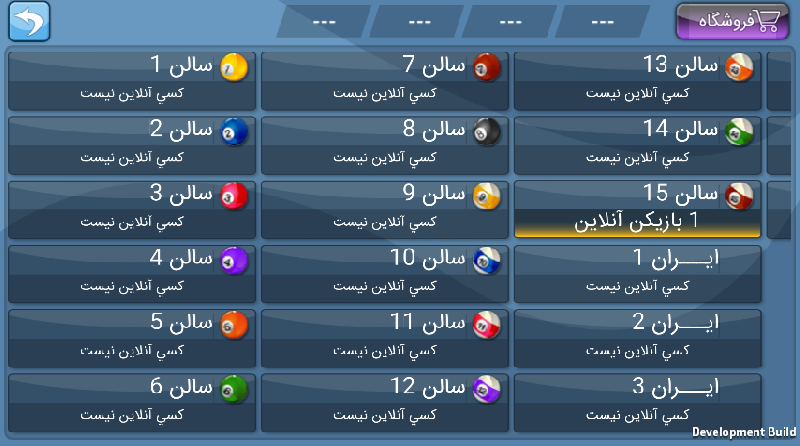 --- --- --- ---
فروشگاه
سالن 1
كسي آنلاين نيست
سالن 7
كسي آنلاين نيست
سالن 13
كسي آنلاين نيست
سالن 2
كسي آنلاين نيست
سالن 8
كسي آنلاين نيست
سالن 14
كسي آنلاين نيست
سالن 3
كسي آنلاين نيست
سالن 9
كسي آنلاين نيست
سالن 15
1 بازيكن آنلاين
سالن 4
كسي آنلاين نيست
سالن 10
كسي آنلاين نيست
ايــــران 1
كسي آنلاين نيست
سالن 5
كسي آنلاين نيست
سالن 11
كسي آنلاين نيست
ايــــران 2
كسي آنلاين نيست
سالن 6
كسي آنلاين نيست
سالن 12
كسي آنلاين نيست
ايــــران 3
كسي آنلاين نيست
Development Build